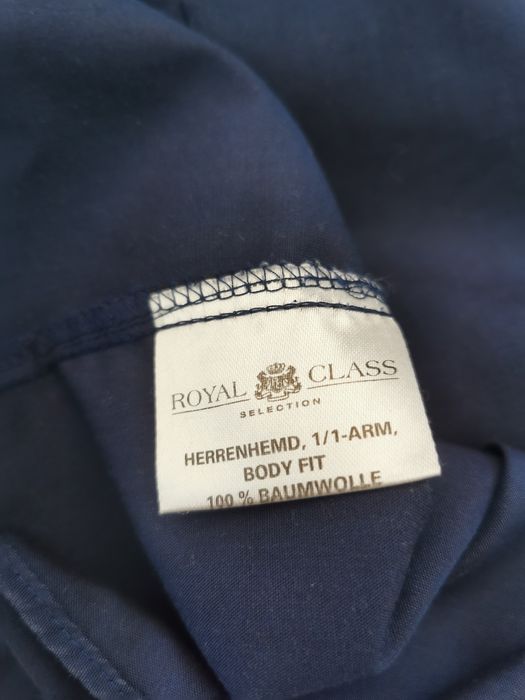 ROYAL CLASS
SELECTION
HERRENHEMD, 1/1-ARM,
BODY FIT
100 % BAUMWOLLE